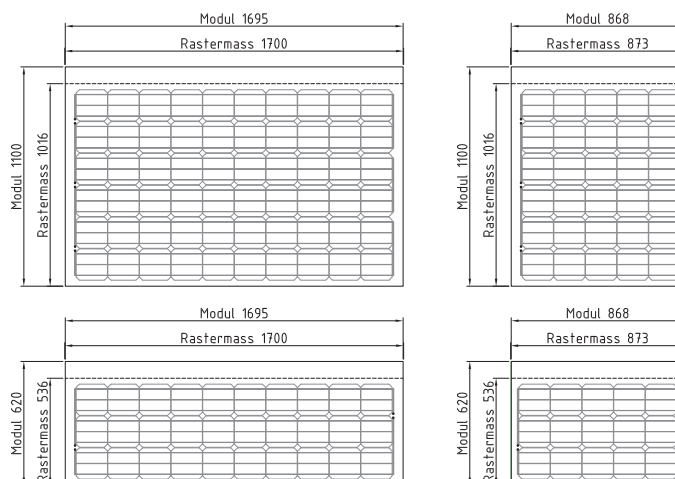 Modul 1695
Rastermass 1700
Modul 1100
Rastermass 1016
Modul 868
Rastermass 873
Modul 1100
Rastermass 1016
Modul 1695
Rastermass 1700
Modul 620
Rastermass 536
Modul 868
Rastermass 873
Modul 620
Rastermass 536